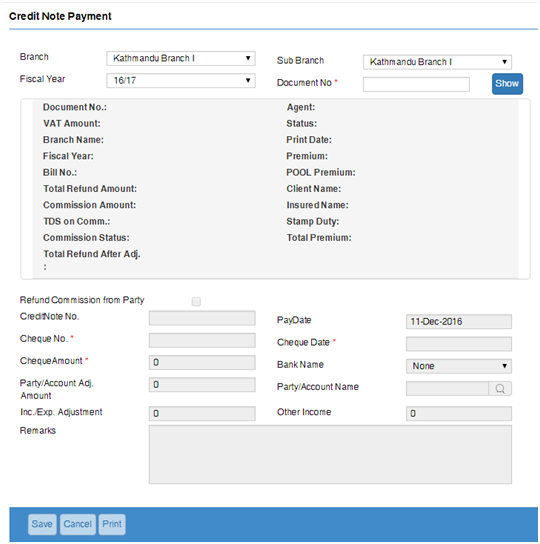 Credit Note Payment
Branch Kathmandu Branch I Sub Branch Kathmandu Branch I
Fiscal Year 16/17 Document No * Show
Document No.: Agent:
VAT Amount: Status:
Branch Name: Print Date:
Fiscal Year: Premium:
Bill No.: POOL Premium:
Total Refund Amount: Client Name:
Commission Amount: Insured Name:
TDS on Comm.: Stamp Duty:
Commission Status: Total Premium:
Total Refund After Adj.
:
Refund Commission from Party
CreditNote No. PayDate 11-Dec-2016
Cheque No. * Cheque Date *
ChequeAmount * 0 Bank Name None
Party/Account Adj. 0 Party/Account Name
Amount
Inc./Exp. Adjustment 0 Other Income 0
Remarks
Save Cancel Print